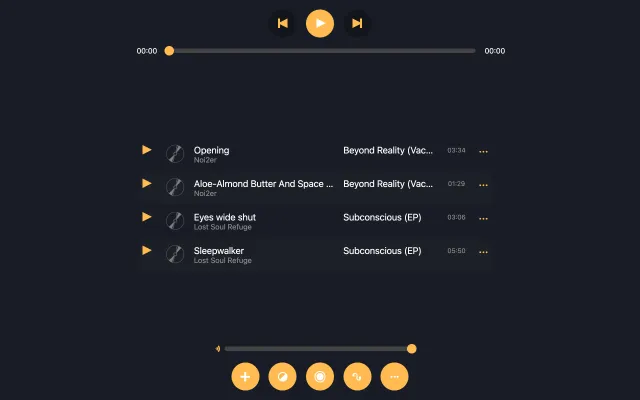 00:00 00:00
Opening Beyond Reality (Vac... 03:34
Noi2er
Aloe-Almond Butter And Space ... Beyond Reality (Vac... 01:29
Noi2er
Eyes wide shut Subconscious (EP) 03:06
Lost Soul Refuge
Sleepwalker Subconscious (EP) 05:50
Lost Soul Refuge